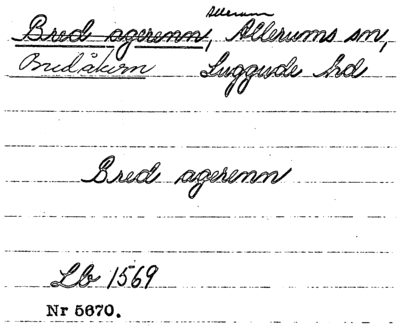 Allerum
Bred agerenn, Allerums sn,
Bredåkern Luggude hd
Bred agerenn
Lb 1569
Nr 5670.